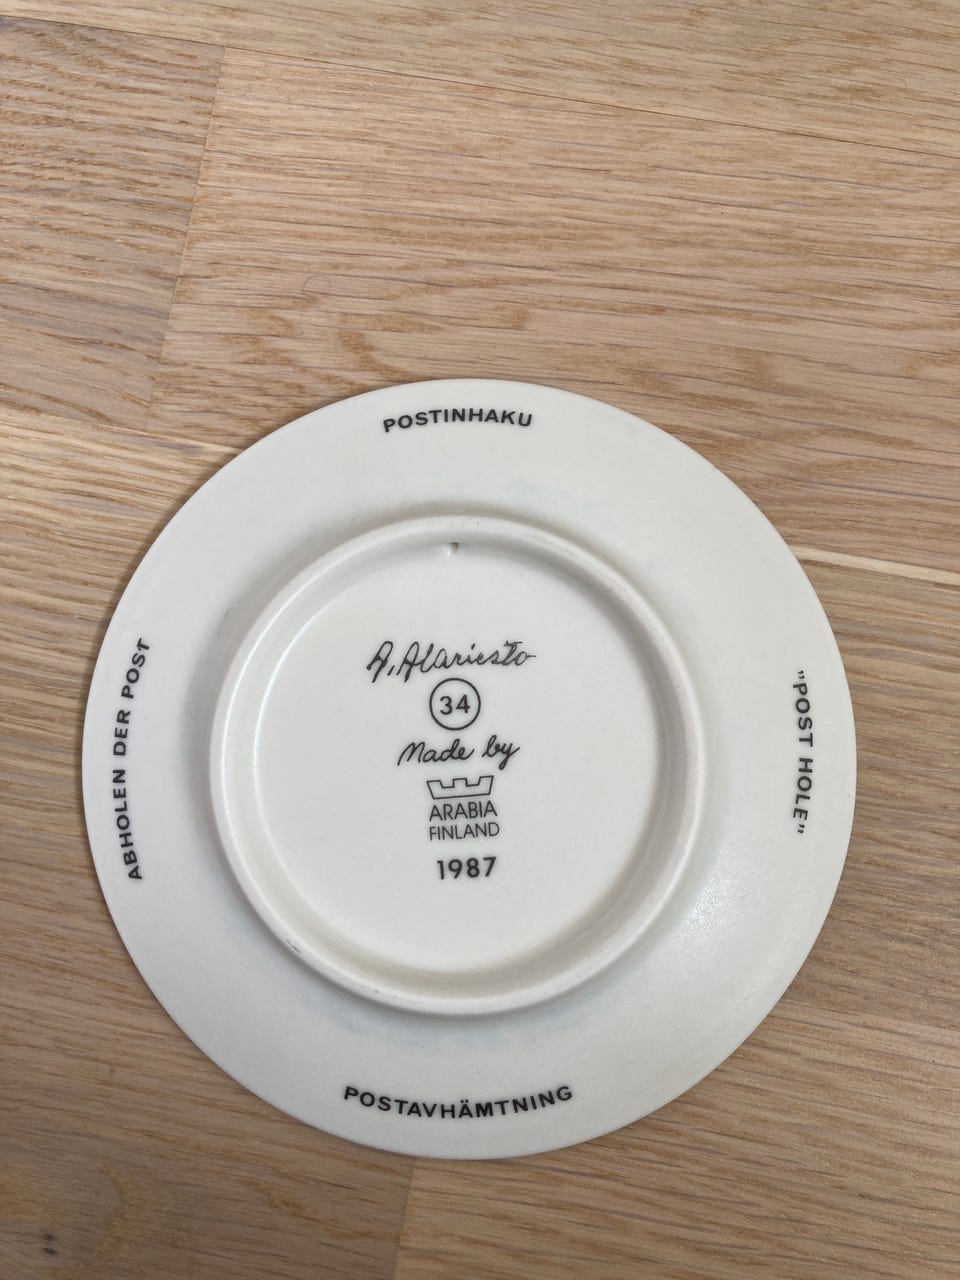 POSTINHAKU
ABHOLEN DER POST
"POST HOLE"
A. Alariesto
34
Made by
ARABIA
FINLAND
1987
POSTAVHÄMTNING